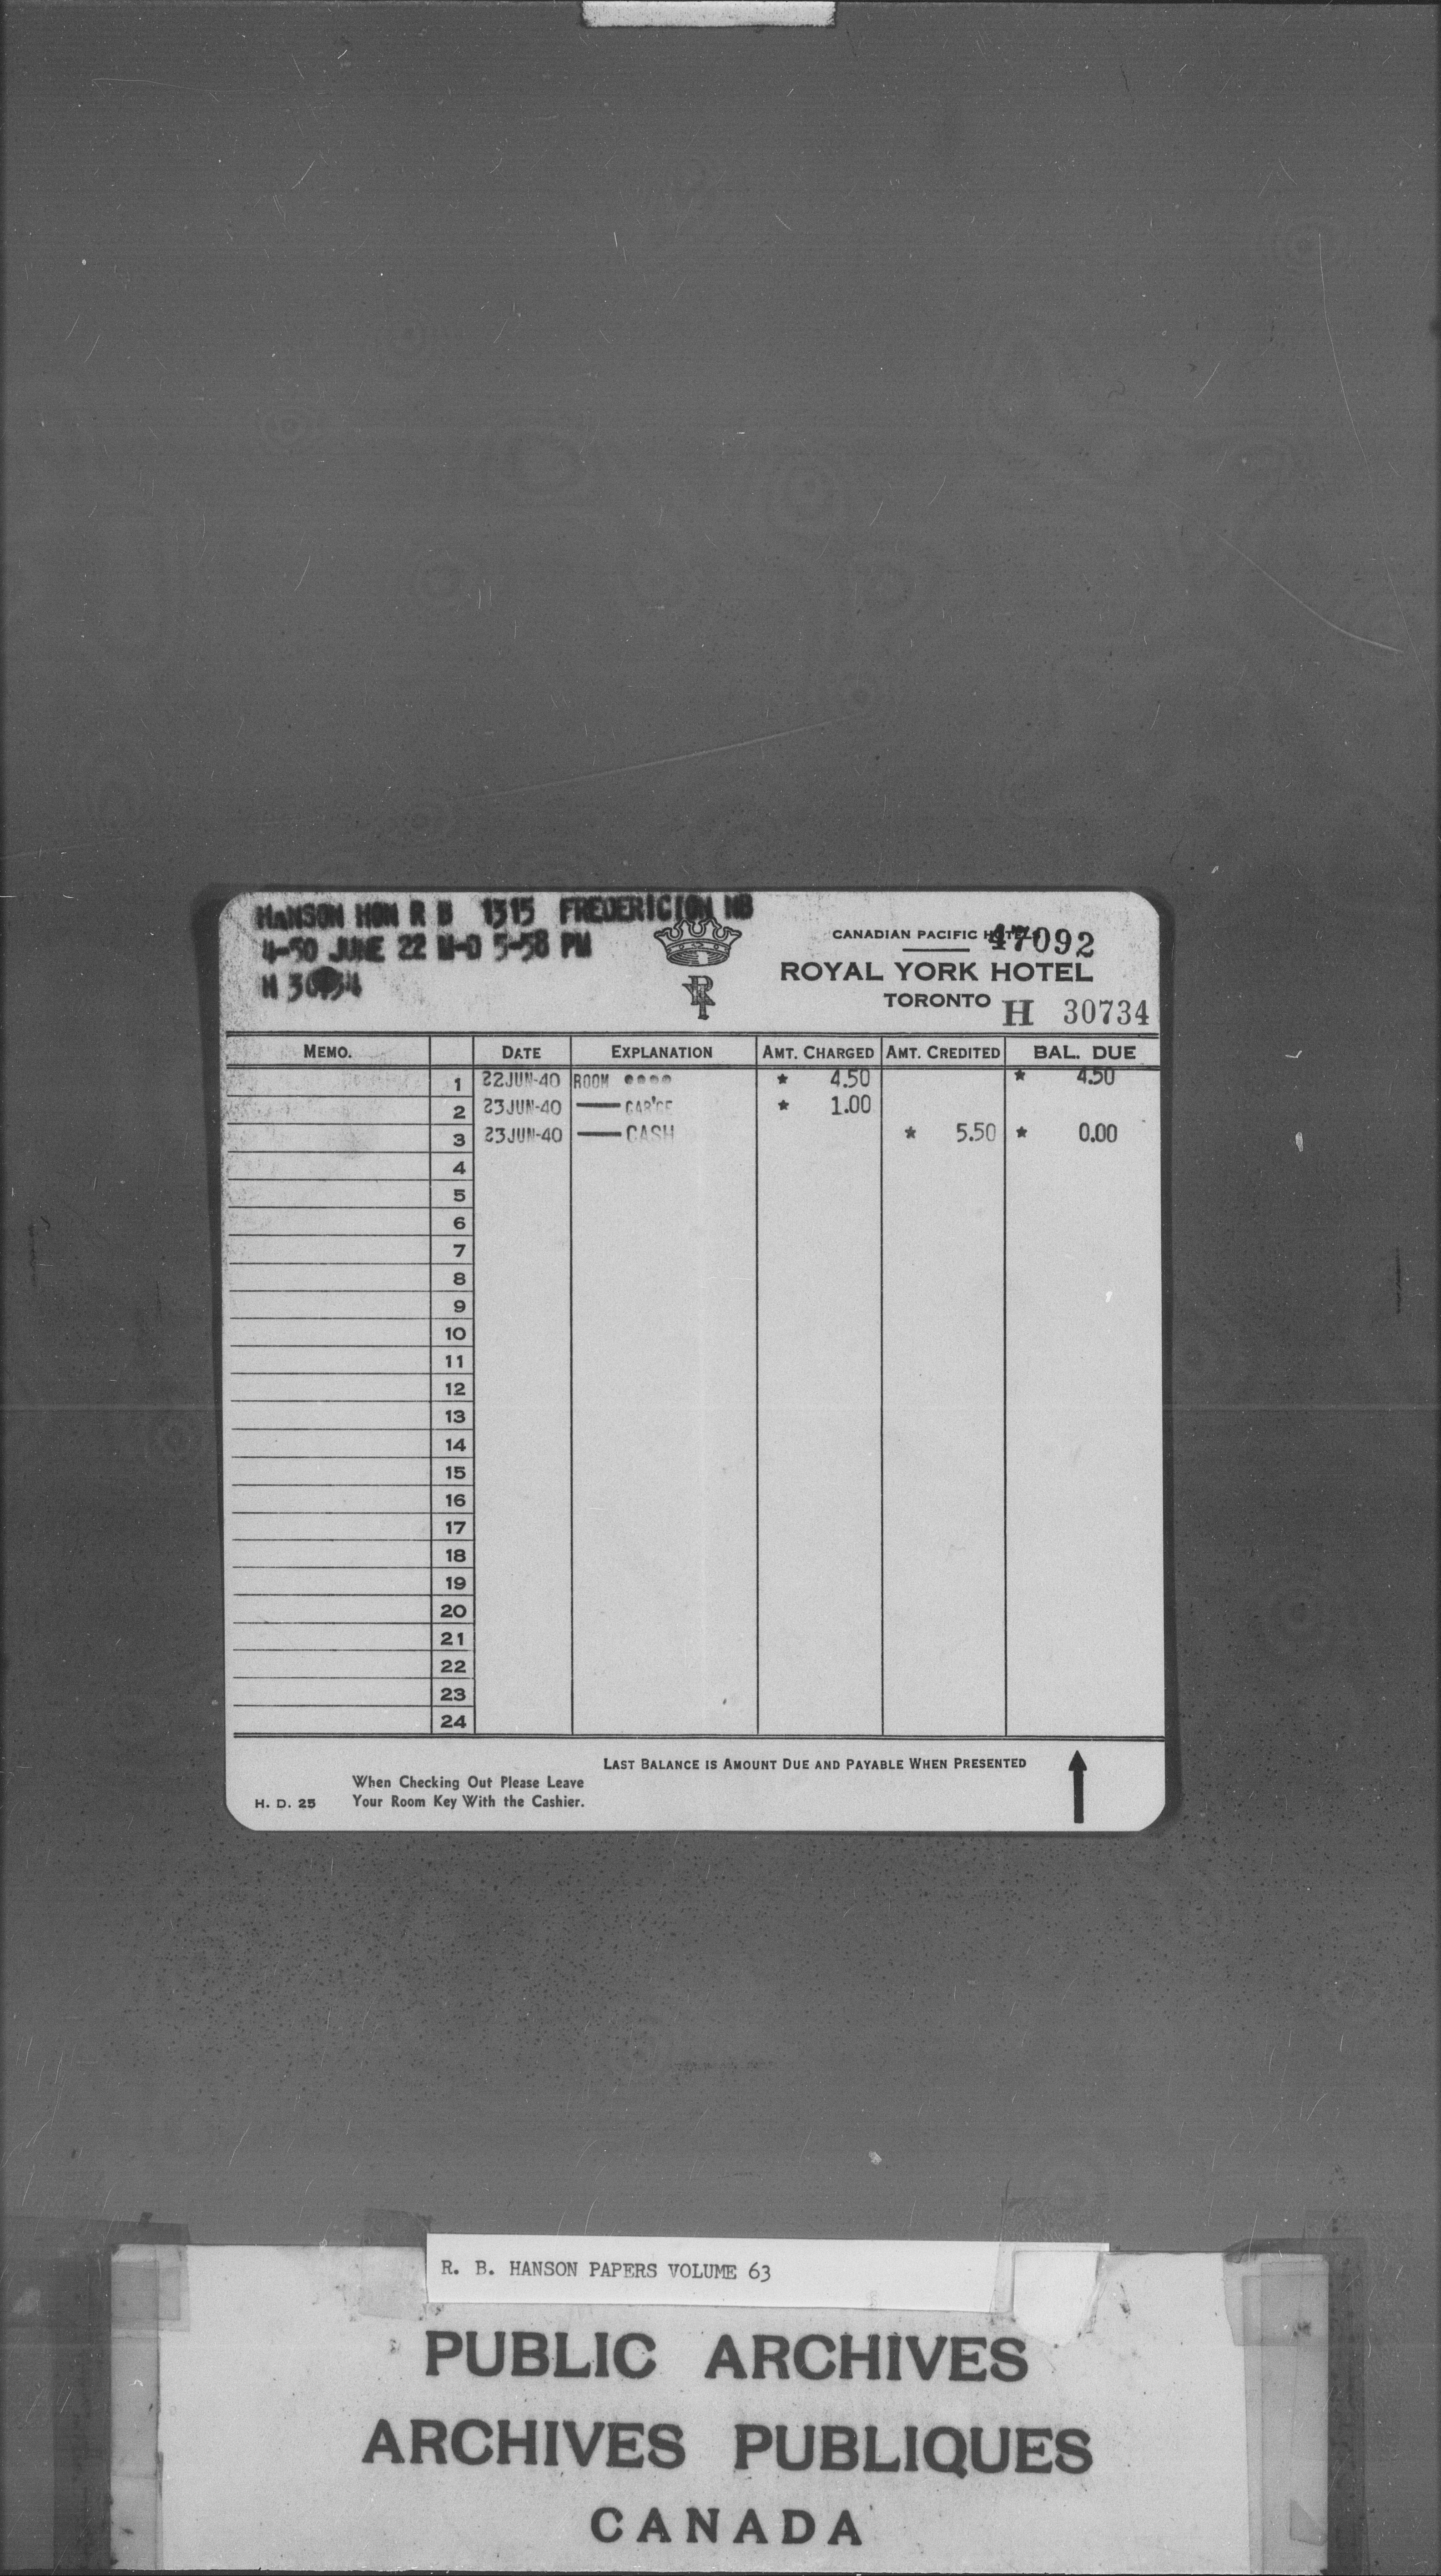 HANSON HON R B 1315 FREDERICTON NB
4-50 JUNE 22 M-O 5-58 PM
H 30734
CANADIAN PACIFIC HOTEL
47092
ROYAL YORK HOTEL
TORONTO H 30734
MEMO. DATE EXPLANATION AMT. CHARGED AMT. CREDITED BAL. DUE
1 22JUN-40 ROOM * 4.50 * 4.50
2 23JUN-40 — GAR'GE * 1.00
3 23JUN-40 — CASH * 5.50 * 0.00
4
5
6
7
8
9
10
11
12
13
14
15
16
17
18
19
20
21
22
23
24
LAST BALANCE IS AMOUNT DUE AND PAYABLE WHEN PRESENTED
When Checking Out Please Leave
H. D. 25 Your Room Key With the Cashier.
R. B. HANSON PAPERS VOLUME 63
PUBLIC ARCHIVES
ARCHIVES PUBLIQUES
CANADA